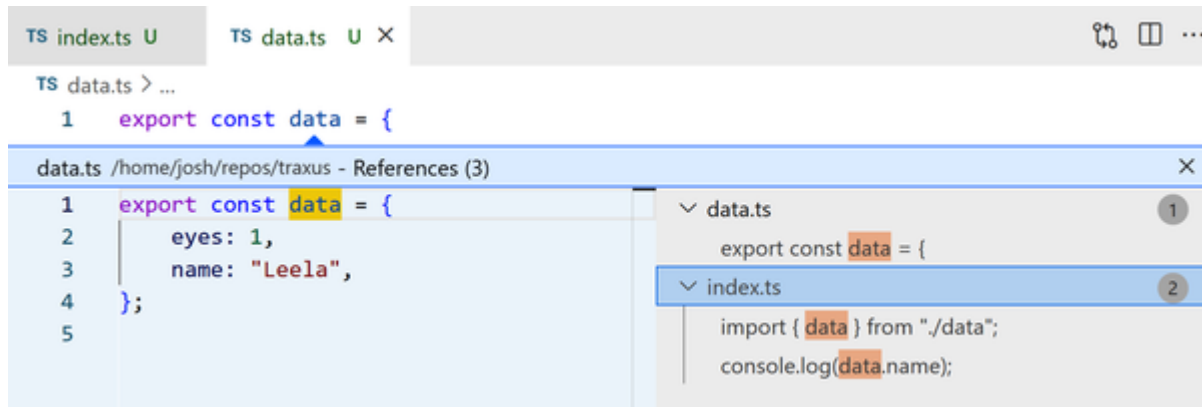 TS index.ts U TS data.ts U
TS data.ts > ...
1 export const data = {
data.ts /home/josh/repos/traxus - References (3)
1 export const data = {
2 eyes: 1,
3 name: "Leela",
4 };
5
data.ts 1
export const data = {
index.ts 2
import { data } from "./data";
console.log(data.name);